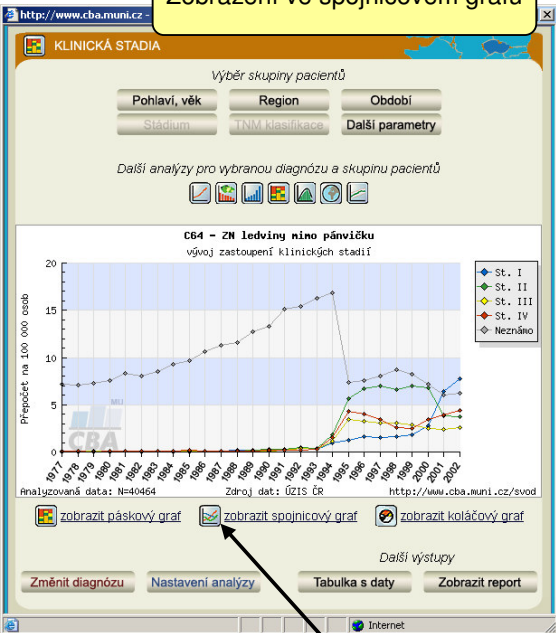 Zobrazení ve spojnicovém grafu
http://www.cba.muni.cz -
KLINICKÁ STADIA
Výběr skupiny pacientů
Pohlaví, věk Region Období
Stádium TNM klasifikace Další parametry
Další analýzy pro vybranou diagnózu a skupinu pacientů
C64 - ZN ledviny mimo pánvičku
vývoj zastoupení klinických stadií
Přepočet na 100 000 osob
20
15
10
5
0
St. I
St. II
St. III
St. IV
Neznámo
MU
CBA
1977 1978 1979 1980 1981 1982 1983 1984 1985 1986 1987 1988 1989 1990 1991 1992 1993 1994 1995 1996 1997 1998 1999 2000 2001 2002
Analyzovaná data: N=40464 Zdroj dat: ÚZIS ČR http://www.cba.muni.cz/svod
zobrazit páskový graf zobrazit spojnicový graf zobrazit koláčový graf
Další výstupy
Změnit diagnózu Nastavení analýzy Tabulka s daty Zobrazit report
Internet